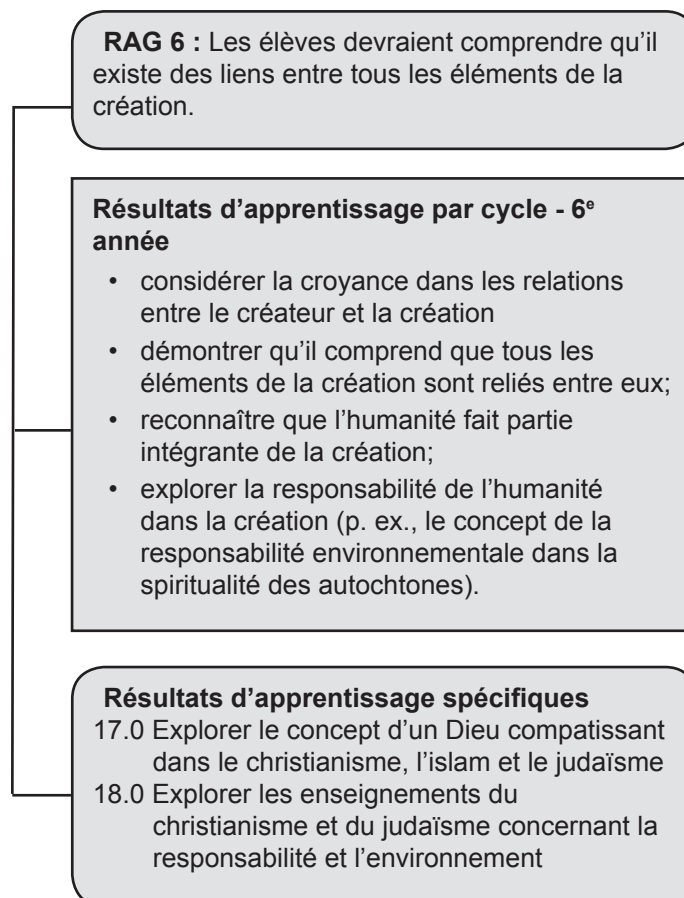 RAG 6 : Les élèves devraient comprendre qu'il
existe des liens entre tous les éléments de la
création.
Résultats d'apprentissage par cycle - 6e
année
• considérer la croyance dans les relations
entre le créateur et la création
• démontrer qu'il comprend que tous les
éléments de la création sont reliés entre eux;
• reconnaître que l'humanité fait partie
intégrante de la création;
• explorer la responsabilité de l'humanité
dans la création (p. ex., le concept de la
responsabilité environnementale dans la
spiritualité des autochtones).
Résultats d'apprentissage spécifiques
17.0 Explorer le concept d'un Dieu compatissant
dans le christianisme, l'islam et le judaïsme
18.0 Explorer les enseignements du
christianisme et du judaïsme concernant la
responsabilité et l'environnement